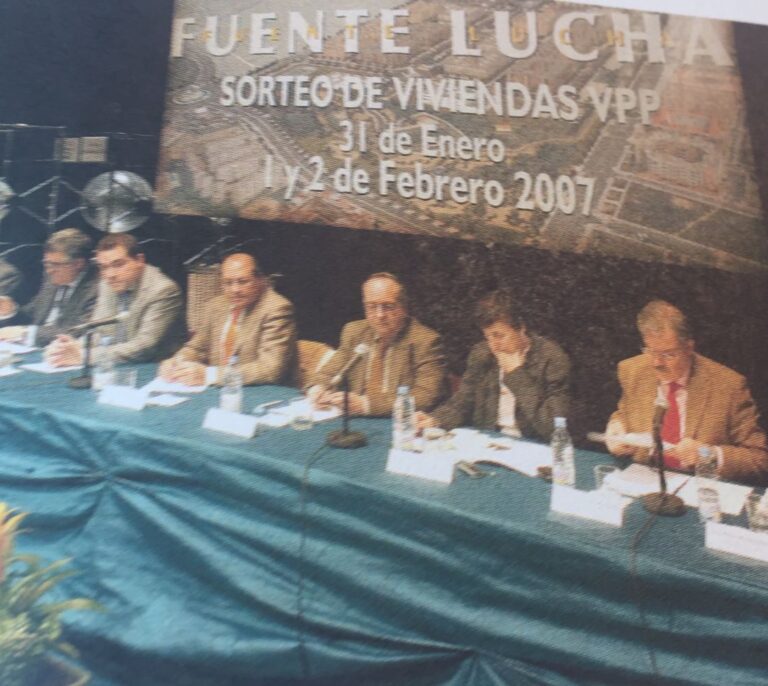 FUENTE LUCHA
SORTEO DE VIVIENDAS VPP
31 de Enero
1 y 2 de Febrero 2007